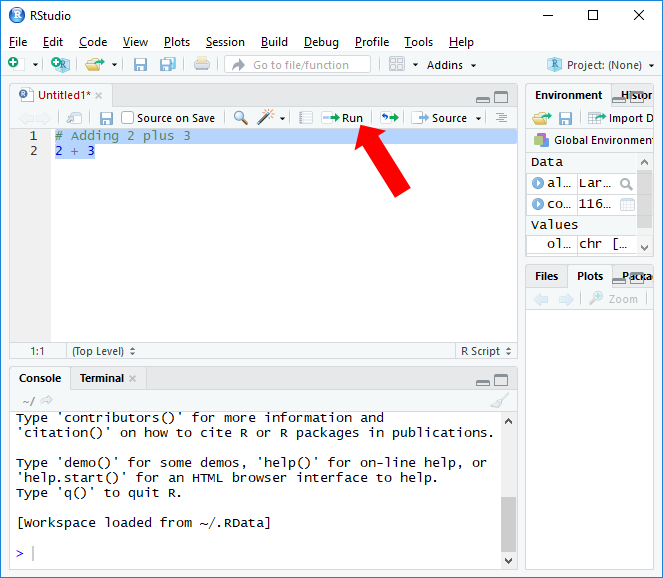 RStudio
File Edit Code View Plots Session Build Debug Profile Tools Help
Go to file/function Addins Project: (None)
Untitled1*
Source on Save Run Source
1 # Adding 2 plus 3
2 2 + 3
1:1 (Top Level) R Script
Console Terminal
~/
Type 'contributors()' for more information and
'citation()' on how to cite R or R packages in publications.
Type 'demo()' for some demos, 'help()' for on-line help, or
'help.start()' for an HTML browser interface to help.
Type 'q()' to quit R.
[Workspace loaded from ~/.RData]
>
Environment Histor
Import D
Global Environment
Data
al… Lar…
co… 116…
Values
ol… chr […
Files Plots Packa
Zoom